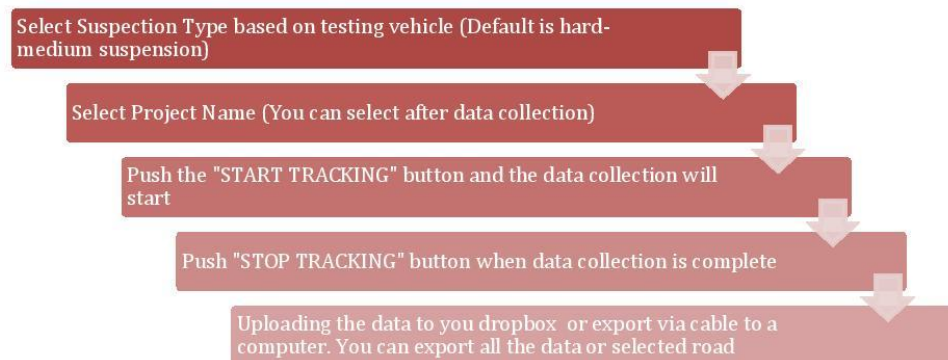 Select Suspection Type based on testing vehicle (Default is hard-
medium suspension)
Select Project Name (You can select after data collection)
Push the "START TRACKING" button and the data collection will
start
Push "STOP TRACKING" button when data collection is complete
Uploading the data to you dropbox or export via cable to a
computer. You can export all the data or selected road